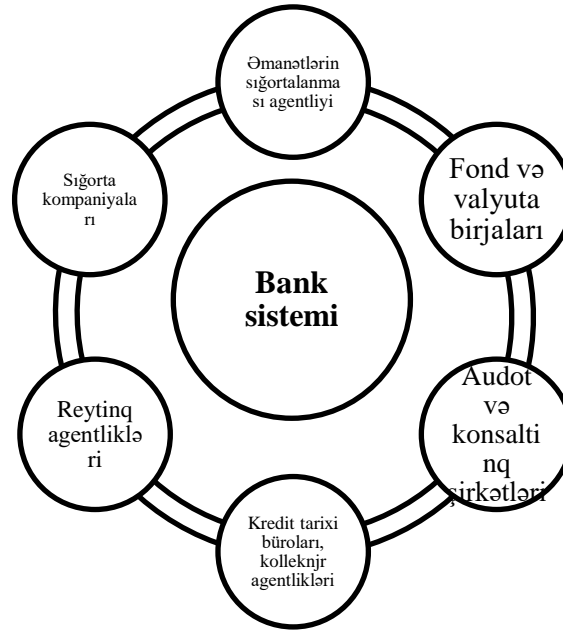 Əmanətlərin
sığortalanma
sı agentliyi
Fond və
valyuta
birjaları
Audot
və
konsalti
nq
şirkətləri
Kredit tarixi
büroları,
kolleknjr
agentlikləri
Reytinq
agentliklə
ri
Sığorta
kompaniyala
rı
Bank
sistemi